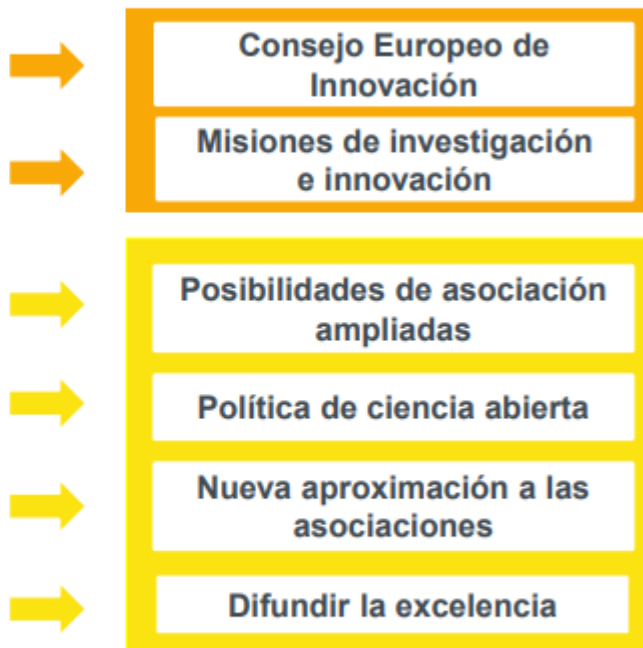 Consejo Europeo de
Innovación
Misiones de investigación
e innovación
Posibilidades de asociación
ampliadas
Política de ciencia abierta
Nueva aproximación a las
asociaciones
Difundir la excelencia